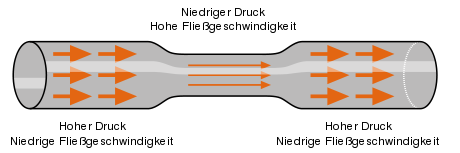 Niedriger Druck
Hohe Fließgeschwindigkeit
Hoher Druck
Niedrige Fließgeschwindigkeit
Hoher Druck
Niedrige Fließgeschwindigkeit